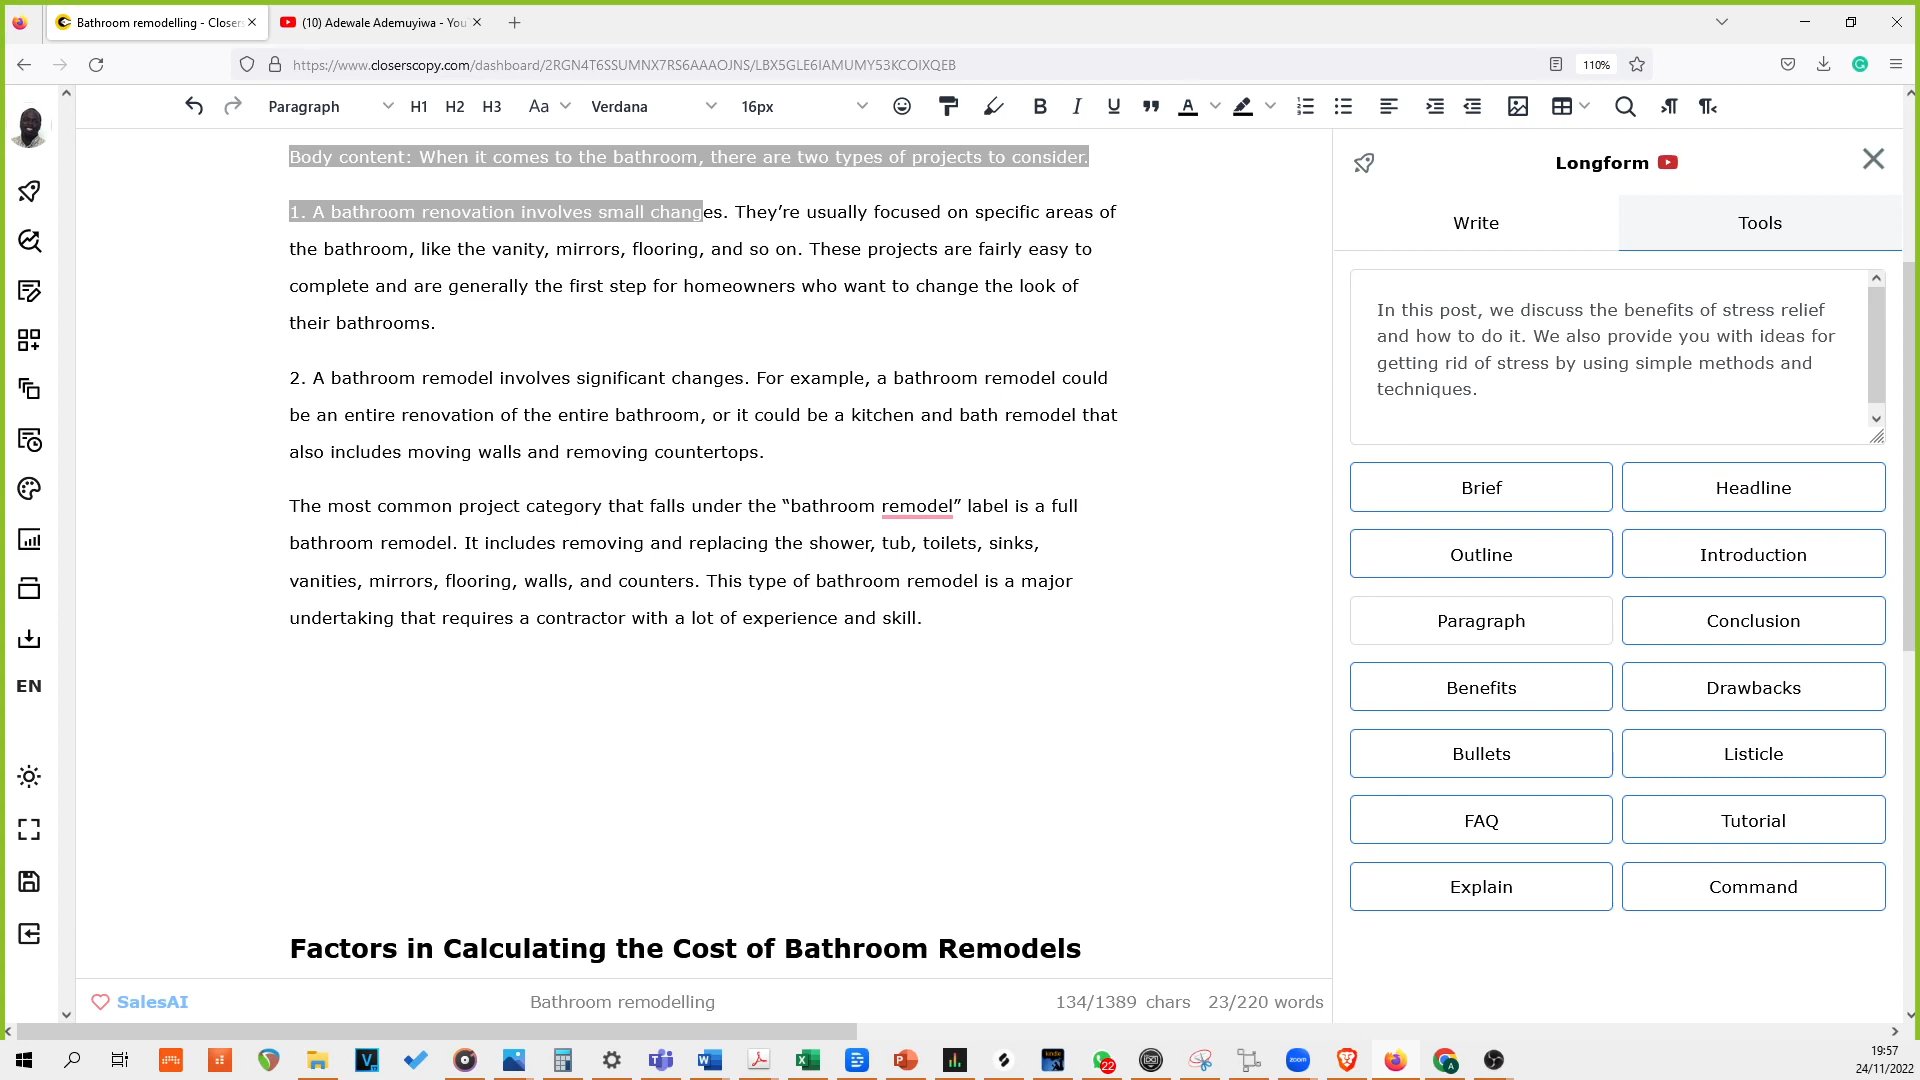 Bathroom remodelling - Closers
(10) Adewale Ademuyiwa - You
https://www.closerscopy.com/dashboard/2RGN4T6SSUMNX7RS6AAAOJNS/LBX5GLE6IAMUMY53KCOIXQEB
110%
Paragraph
H1
H2
H3
Aa
Verdana
16px
B
I
U
A
Body content: When it comes to the bathroom, there are two types of projects to consider.
1. A bathroom renovation involves small changes. They’re usually focused on specific areas of
the bathroom, like the vanity, mirrors, flooring, and so on. These projects are fairly easy to
complete and are generally the first step for homeowners who want to change the look of
their bathrooms.
2. A bathroom remodel involves significant changes. For example, a bathroom remodel could
be an entire renovation of the entire bathroom, or it could be a kitchen and bath remodel that
also includes moving walls and removing countertops.
The most common project category that falls under the “bathroom remodel” label is a full
bathroom remodel. It includes removing and replacing the shower, tub, toilets, sinks,
vanities, mirrors, flooring, walls, and counters. This type of bathroom remodel is a major
undertaking that requires a contractor with a lot of experience and skill.
Factors in Calculating the Cost of Bathroom Remodels
EN
SalesAI
Bathroom remodelling
134/1389 chars
23/220 words
Longform
Write
Tools
In this post, we discuss the benefits of stress relief
and how to do it. We also provide you with ideas for
getting rid of stress by using simple methods and
techniques.
Brief
Headline
Outline
Introduction
Paragraph
Conclusion
Benefits
Drawbacks
Bullets
Listicle
FAQ
Tutorial
Explain
Command
22
zoom
19:57
24/11/2022